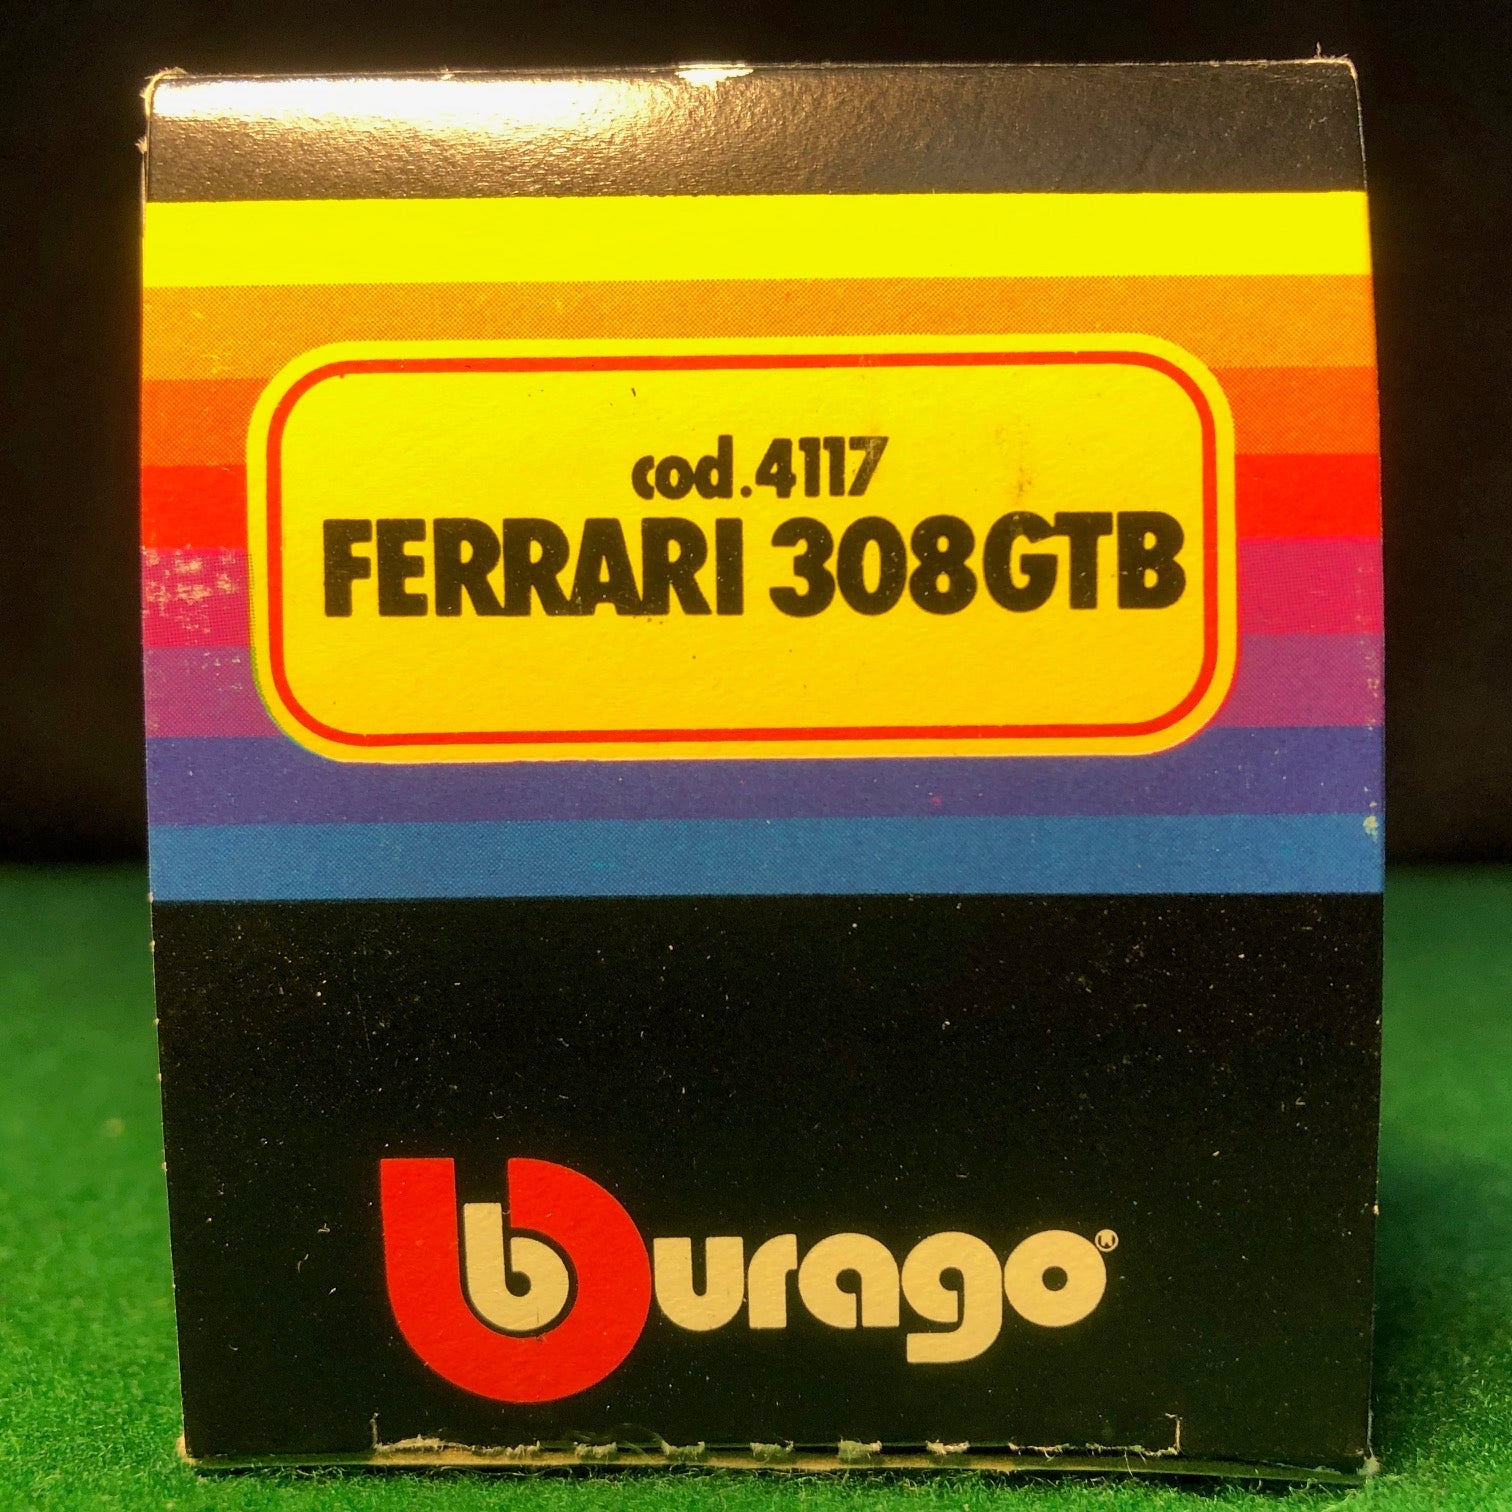 cod.4117
FERRARI 308GTB
burago